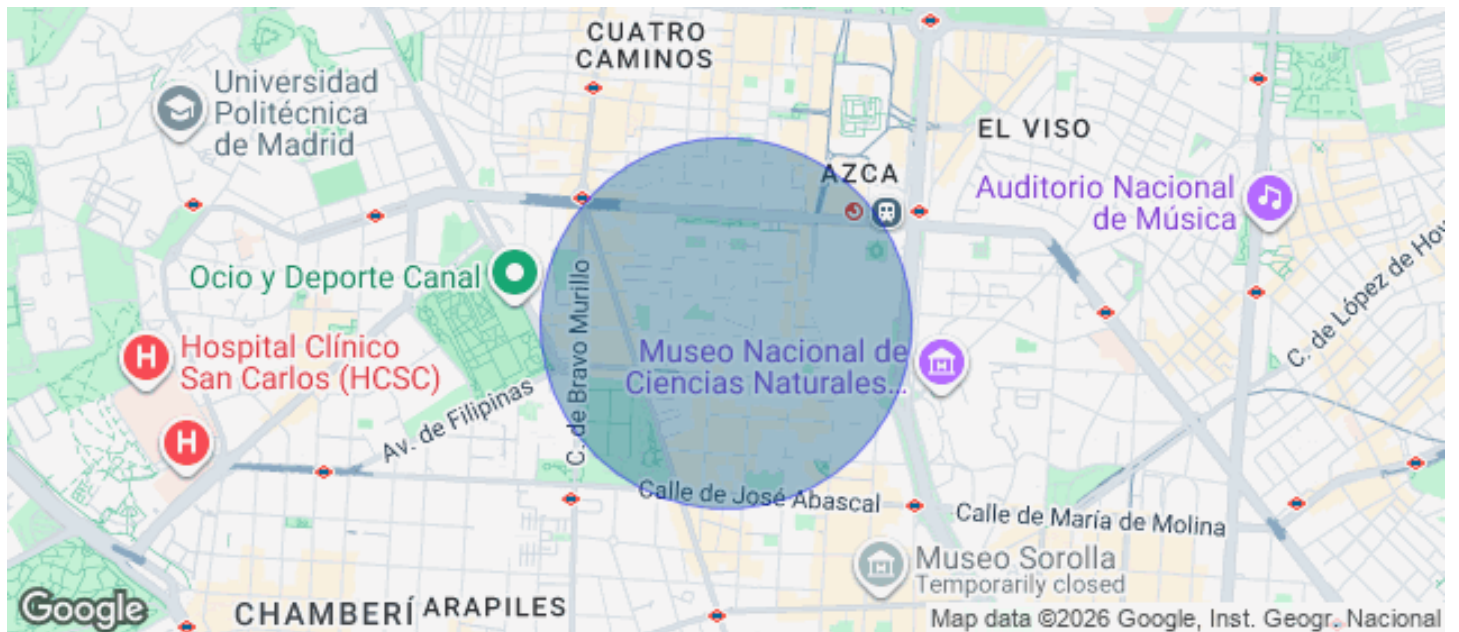 CUATRO
CAMINOS
Universidad
Politécnica
de Madrid
EL VISO
AZCA
Auditorio Nacional
de Música
Ocio y Deporte Canal
C. de Bravo Murillo
C. de López de Hoy
Hospital Clínico
San Carlos (HCSC)
H
H
Museo Nacional de
Ciencias Naturales...
Av. de Filipinas
Calle de José Abascal
Calle de María de Molina
Museo Sorolla
Temporarily closed
CHAMBERÍ
ARAPILES
Google
Map data ©2026 Google, Inst. Geogr. Nacional